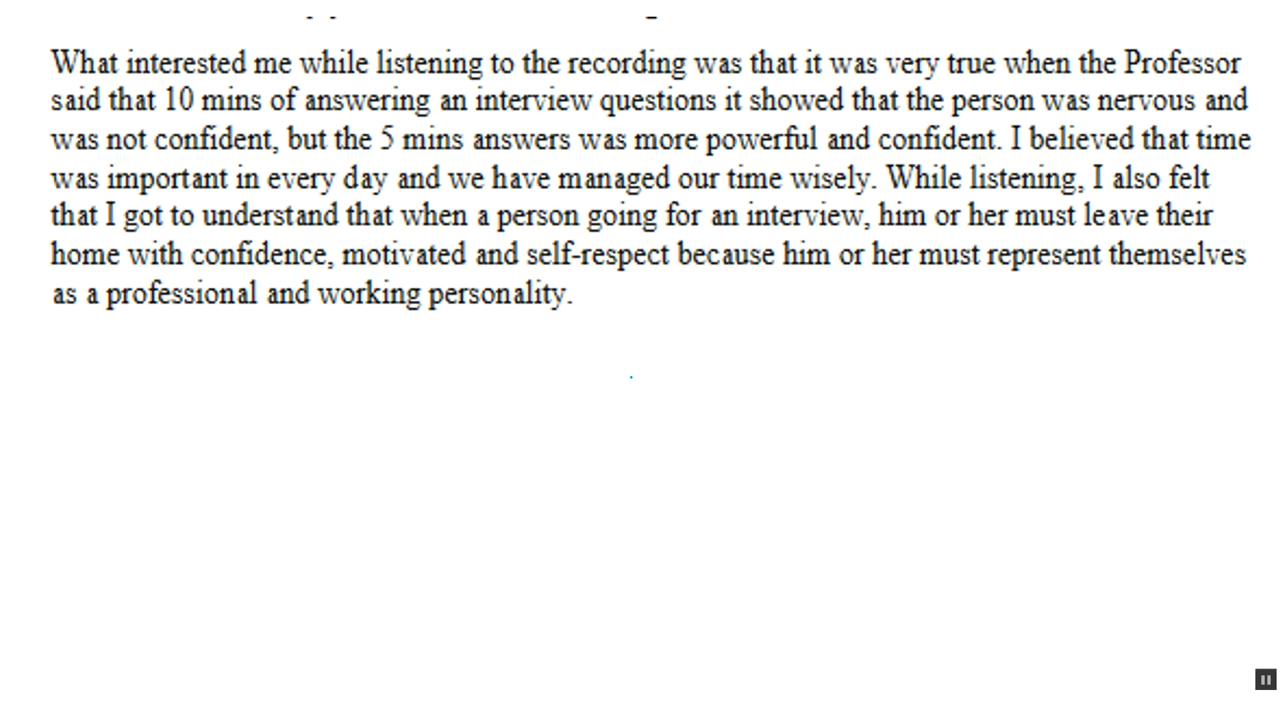 What interested me while listening to the recording was that it was very true when the Professor
said that 10 mins of answering an interview questions it showed that the person was nervous and
was not confident, but the 5 mins answers was more powerful and confident. I believed that time
was important in every day and we have managed our time wisely. While listening, I also felt
that I got to understand that when a person going for an interview, him or her must leave their
home with confidence, motivated and self-respect because him or her must represent themselves
as a professional and working personality.